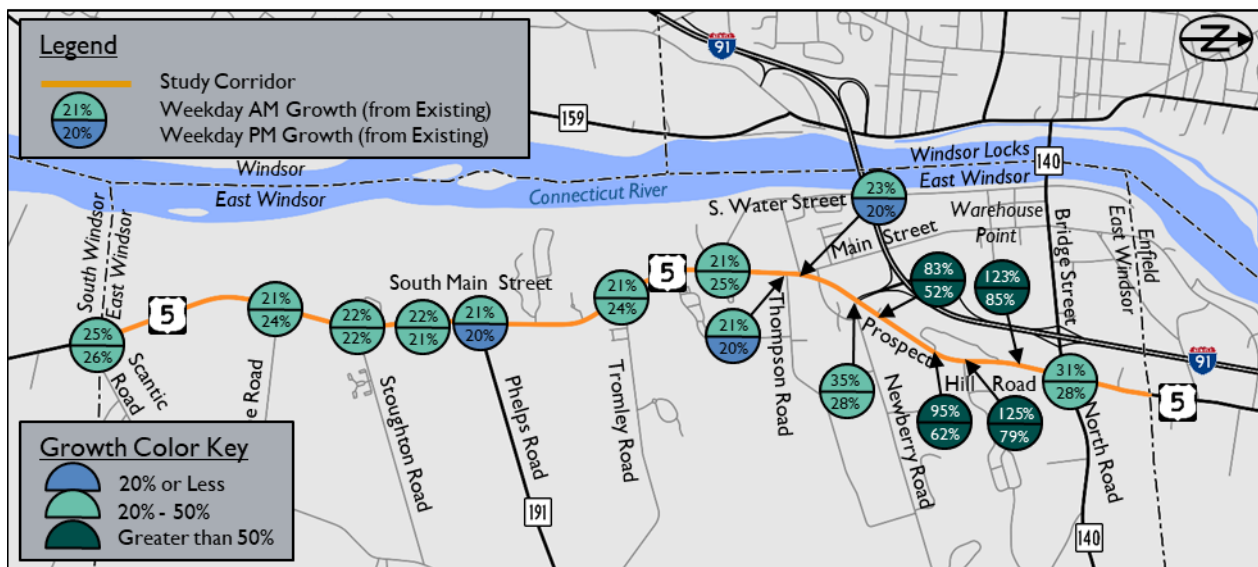 Legend
Study Corridor
21%
20%
Weekday AM Growth (from Existing)
Weekday PM Growth (from Existing)
91
Z
159
Windsor
East Windsor
Connecticut River
Windsor Locks
East Windsor
140
South Windsor
East Windsor
Enfield
East Windsor
S. Water Street
23%
20%
Main Street
Warehouse
Point
Bridge Street
5
25%
26%
Scantic
Road
21%
24%
e Road
22%
22%
Stoughton Road
South Main Street
22%
21%
21%
20%
Phelps Road
191
21%
24%
Tromley Road
5
21%
25%
21%
20%
Thompson Road
35%
28%
Newberry Road
83%
52%
123%
85%
Prospect
Hill Road
95%
62%
125%
79%
31%
28%
North Road
140
5
91
Growth Color Key
20% or Less
20% - 50%
Greater than 50%